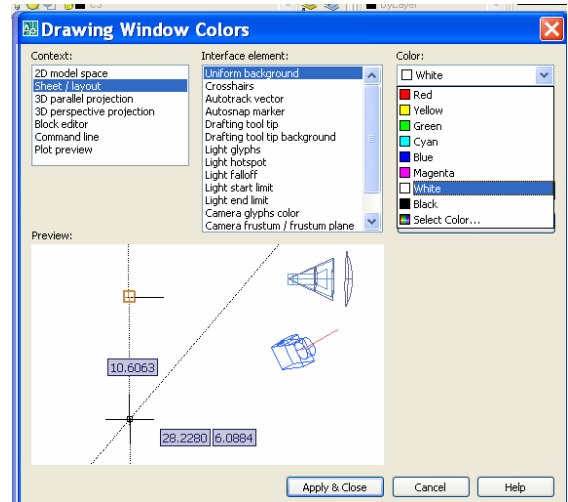 ByLayer
Drawing Window Colors
Context:
2D model space
Sheet / layout
3D parallel projection
3D perspective projection
Block editor
Command line
Plot preview
Interface element:
Uniform background
Crosshairs
Autotrack vector
Autosnap marker
Drafting tool tip
Drafting tool tip background
Light glyphs
Light hotspot
Light falloff
Light start limit
Light end limit
Camera glyphs color
Camera frustum / frustum plane
Color:
White
Red
Yellow
Green
Cyan
Blue
Magenta
White
Black
Select Color...
Preview:
10.6063
28.2280 6.0884
Apply & Close
Cancel
Help